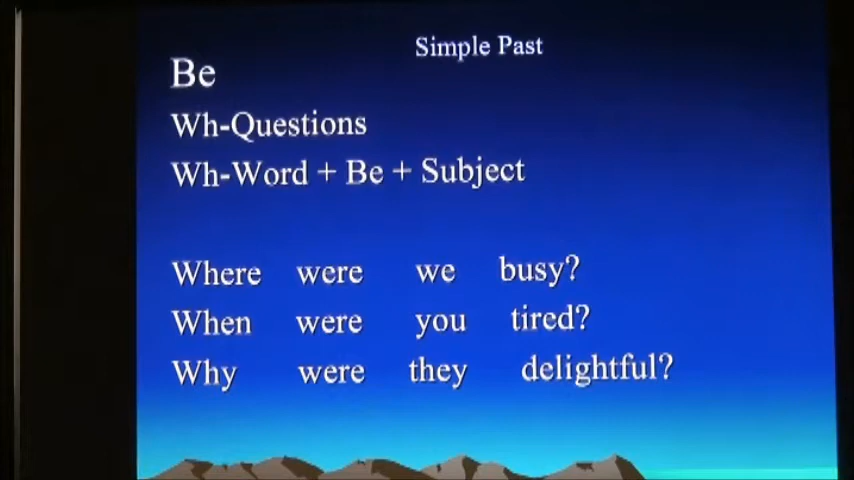 Simple Past
Be
Wh-Questions
Wh-Word + Be + Subject
Where were we busy?
When were you tired?
Why were they delightful?